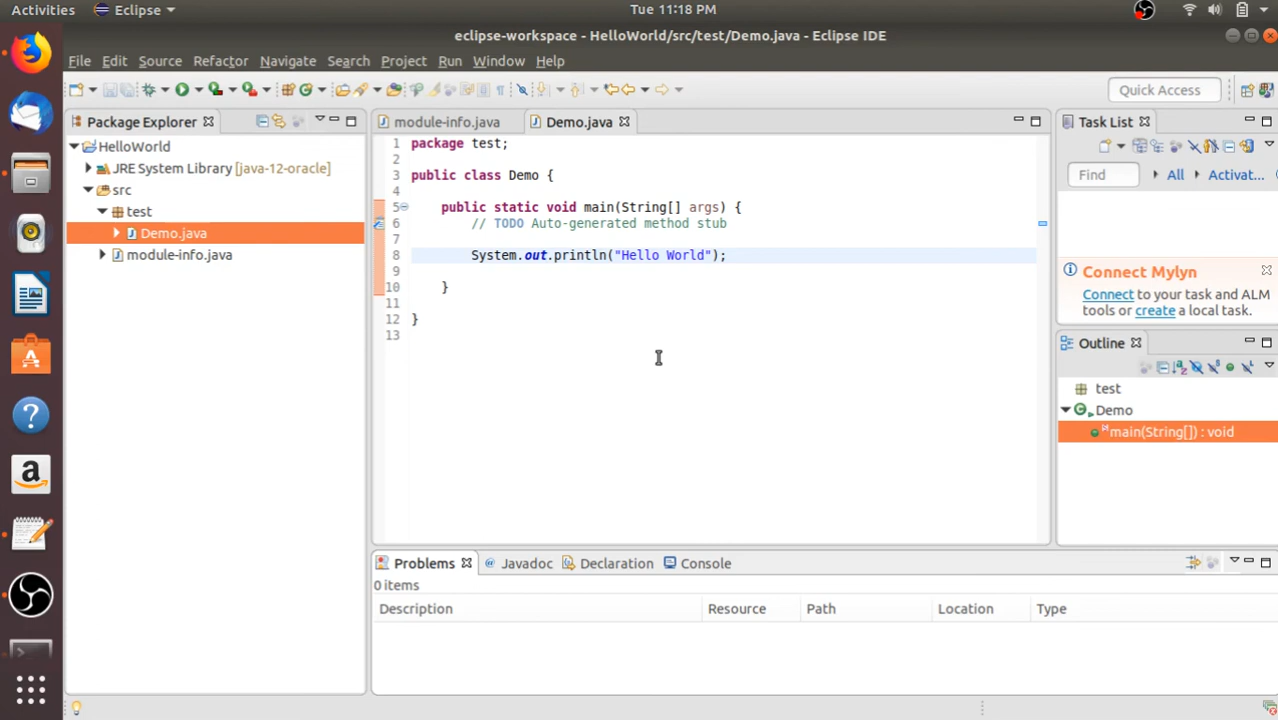 Activities Eclipse Tue 11:18 PM
eclipse-workspace - HelloWorld/src/test/Demo.java - Eclipse IDE
File Edit Source Refactor Navigate Search Project Run Window Help
Quick Access
Package Explorer
HelloWorld
JRE System Library [java-12-oracle]
src
test
Demo.java
module-info.java
module-info.java Demo.java
1 package test;
2
3 public class Demo {
4
5 public static void main(String[] args) {
6 // TODO Auto-generated method stub
7
8 System.out.println("Hello World");
9
10 }
11
12 }
13
Task List
Find All Activat...
Connect Mylyn
Connect to your task and ALM
tools or create a local task.
Outline
test
Demo
main(String[]) : void
Problems Javadoc Declaration Console
0 items
Description Resource Path Location Type